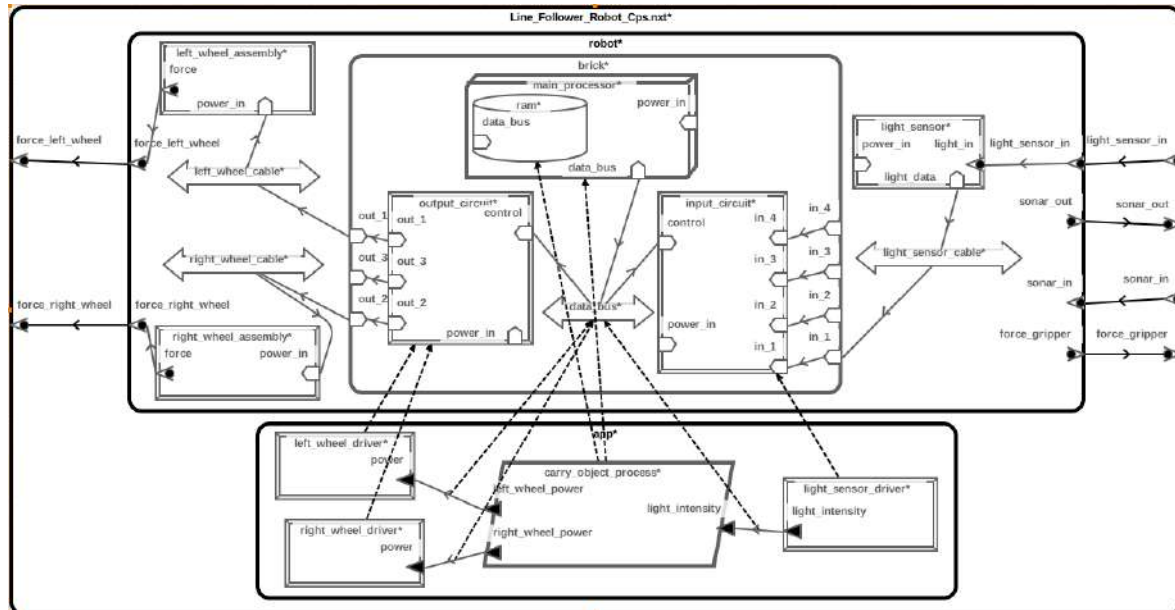 Line_Follower_Robot_Cps.nxt*
robot*
left_wheel_assembly*
force
power_in
force_left_wheel
force_left_wheel
left_wheel_cable*
right_wheel_cable*
force_right_wheel
force_right_wheel
right_wheel_assembly*
force
power_in
brick*
main_processor*
ram*
data_bus
power_in
data_bus
output_circuit*
control
out_1
out_1
out_3
out_3
out_2
out_2
power_in
data_bus*
input_circuit*
control
in_4
in_4
in_3
in_3
in_2
in_2
in_1
in_1
power_in
light_sensor*
power_in
light_in
light_data
light_sensor_in
light_sensor_in
light_sensor_cable*
sonar_out
sonar_out
sonar_in
sonar_in
force_gripper
force_gripper
app*
left_wheel_driver*
power
right_wheel_driver*
power
carry_object_process*
left_wheel_power
right_wheel_power
light_intensity
light_sensor_driver*
light_intensity